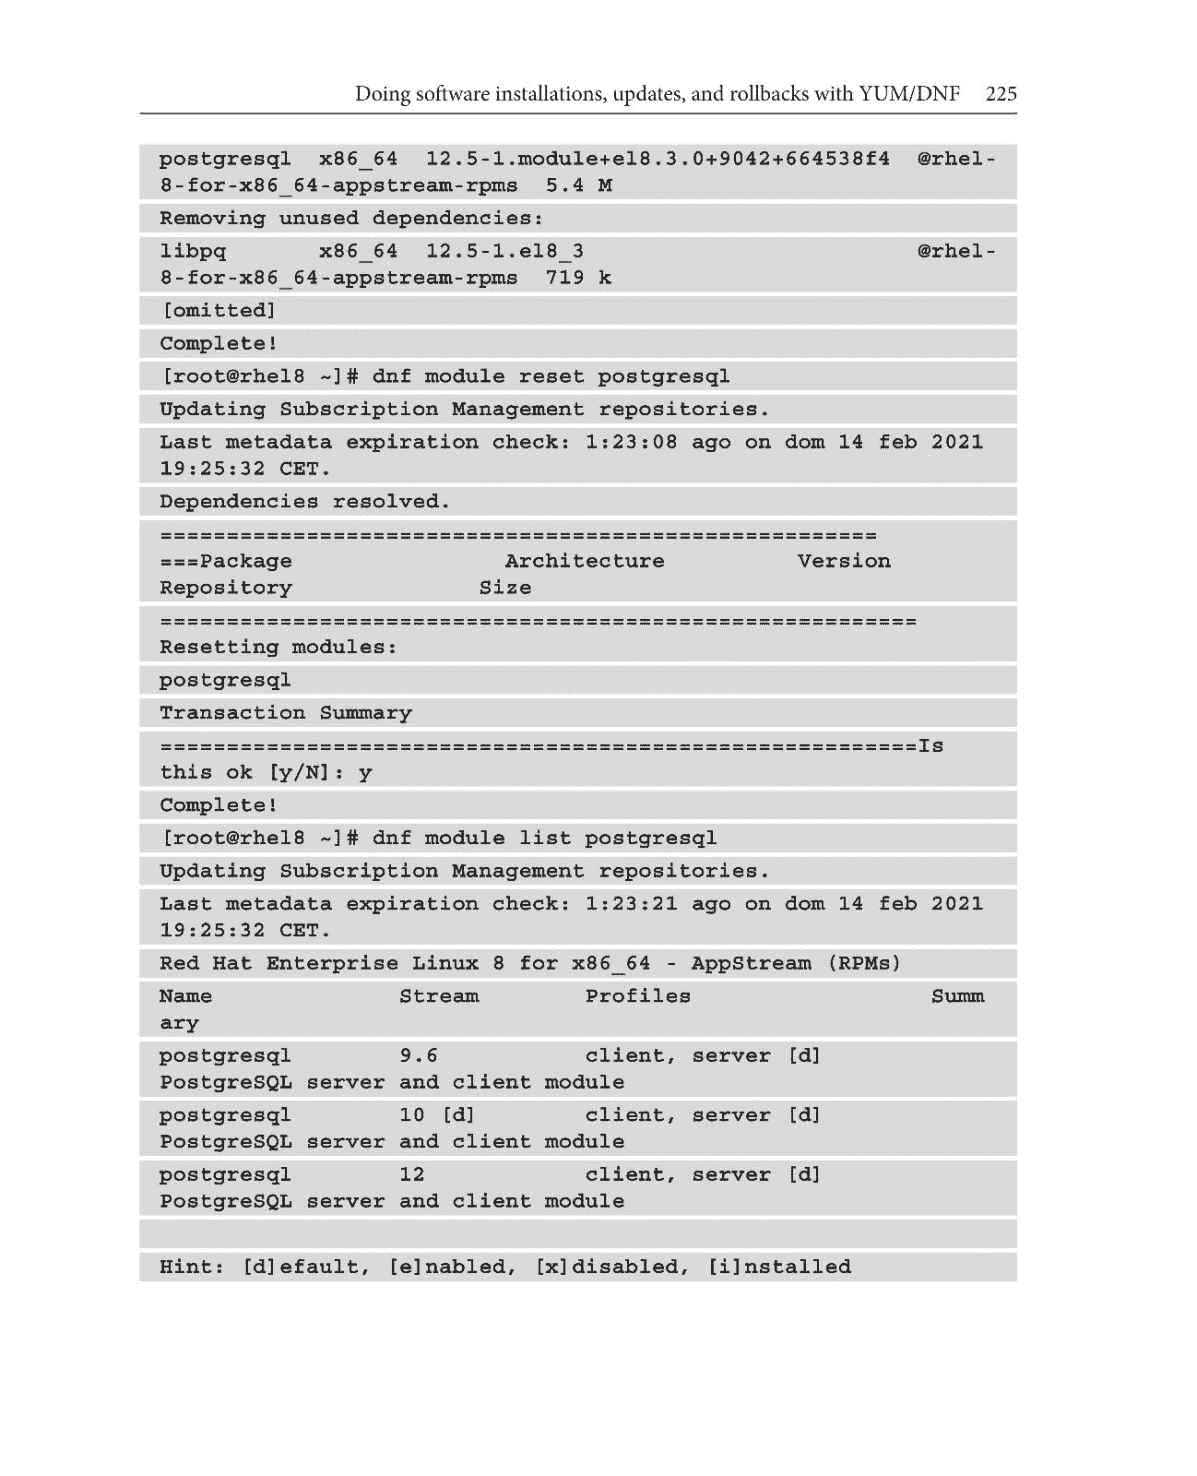 Doing software installations, updates, and rollbacks with YUM/DNF 225
postgresql x86_64 12.5-1.module+el8.3.0+9042+664538f4 @rhel-
8-for-x86_64-appstream-rpms 5.4 M
Removing unused dependencies:
libpq x86_64 12.5-1.el8_3 @rhel-
8-for-x86_64-appstream-rpms 719 k
[omitted]
Complete!
[root@rhel8 ~]# dnf module reset postgresql
Updating Subscription Management repositories.
Last metadata expiration check: 1:23:08 ago on dom 14 feb 2021
19:25:32 CET.
Dependencies resolved.
======================================================
===Package Architecture Version
Repository Size
=========================================================
Resetting modules:
postgresql
Transaction Summary
=========================================================Is
this ok [y/N]: y
Complete!
[root@rhel8 ~]# dnf module list postgresql
Updating Subscription Management repositories.
Last metadata expiration check: 1:23:21 ago on dom 14 feb 2021
19:25:32 CET.
Red Hat Enterprise Linux 8 for x86_64 - AppStream (RPMs)
Name Stream Profiles Summ
ary
postgresql 9.6 client, server [d]
PostgreSQL server and client module
postgresql 10 [d] client, server [d]
PostgreSQL server and client module
postgresql 12 client, server [d]
PostgreSQL server and client module
Hint: [d]efault, [e]nabled, [x]disabled, [i]nstalled